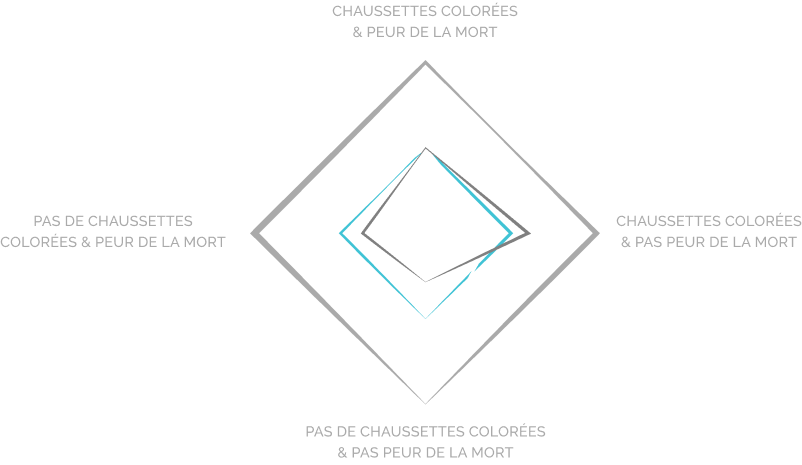 CHAUSSETTES COLORÉES
& PEUR DE LA MORT
PAS DE CHAUSSETTES
COLORÉES & PEUR DE LA MORT
CHAUSSETTES COLORÉES
& PAS PEUR DE LA MORT
PAS DE CHAUSSETTES COLORÉES
& PAS PEUR DE LA MORT